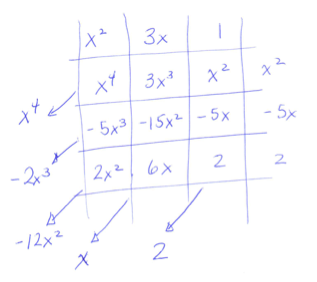 x² 3x 1
x⁴ 3x³ x² x²
x⁴ -5x³ -15x² -5x -5x
-2x³ 2x² 6x 2 2
-12x² x 2